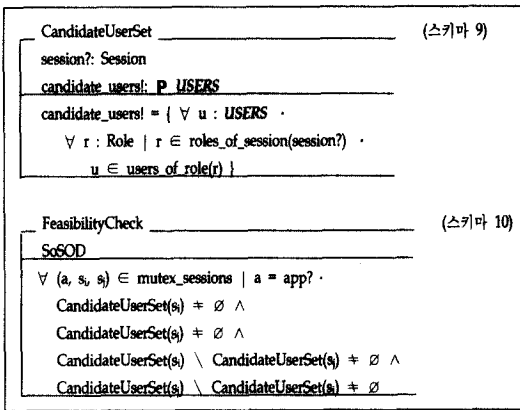 CandidateUserSet (스키마 9)
session?: Session
candidate_users!: P USERS
candidate_users! = { ∀ u : USERS ·
∀ r : Role | r ∈ roles_of_session(session?) ·
u ∈ users_of_role(r) }
FeasibilityCheck (스키마 10)
SoSOD
∀ (a, sᵢ, sⱼ) ∈ mutex_sessions | a = app? ·
CandidateUserSet(sᵢ) ≠ ∅ ∧
CandidateUserSet(sⱼ) ≠ ∅ ∧
CandidateUserSet(sᵢ) \ CandidateUserSet(sⱼ) ≠ ∅ ∧
CandidateUserSet(sⱼ) \ CandidateUserSet(sᵢ) ≠ ∅